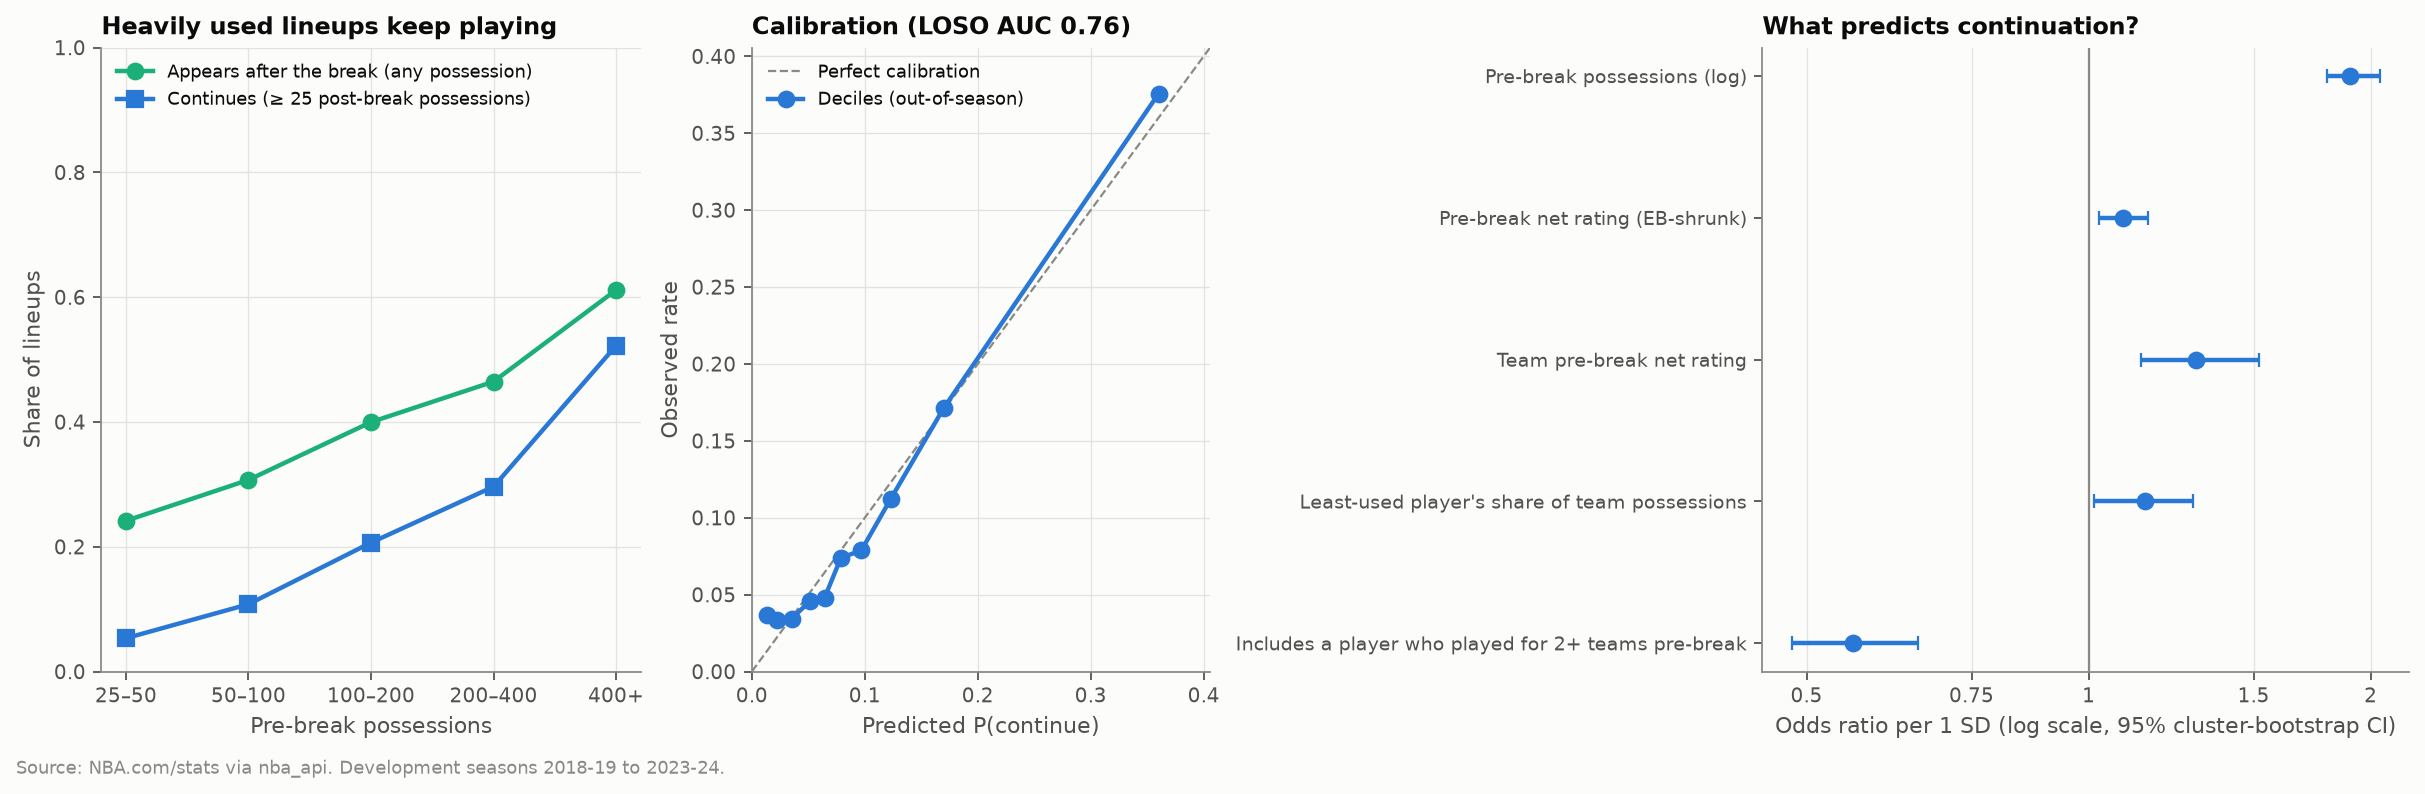 Heavily used lineups keep playing
1.0
0.8
0.6
0.4
0.2
0.0
Share of lineups
Appears after the break (any possession)
Continues (≥ 25 post-break possessions)
25–50 50–100 100–200 200–400 400+
Pre-break possessions
Calibration (LOSO AUC 0.76)
0.40
0.35
0.30
0.25
0.20
0.15
0.10
0.05
0.00
Observed rate
Perfect calibration
Deciles (out-of-season)
0.0 0.1 0.2 0.3 0.4
Predicted P(continue)
What predicts continuation?
Pre-break possessions (log)
Pre-break net rating (EB-shrunk)
Team pre-break net rating
Least-used player's share of team possessions
Includes a player who played for 2+ teams pre-break
0.5 0.75 1 1.5 2
Odds ratio per 1 SD (log scale, 95% cluster-bootstrap CI)
Source: NBA.com/stats via nba_api. Development seasons 2018-19 to 2023-24.